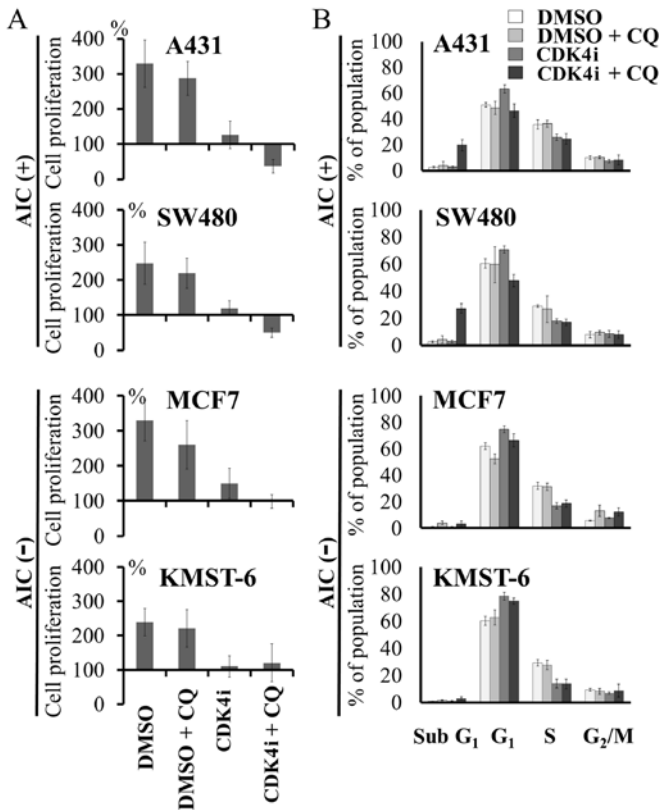 A
%
A431
400
300
200
100
0
Cell proliferation
%
SW480
400
300
200
100
0
Cell proliferation
AIC (+)
%
MCF7
400
300
200
100
0
Cell proliferation
%
KMST-6
400
300
200
100
0
Cell proliferation
AIC (−)
DMSO
DMSO + CQ
CDK4i
CDK4i + CQ
B
DMSO
DMSO + CQ
CDK4i
CDK4i + CQ
A431
100
80
60
40
20
0
% of population
SW480
100
80
60
40
20
0
% of population
AIC (+)
MCF7
100
80
60
40
20
0
% of population
KMST-6
100
80
60
40
20
0
% of population
AIC (−)
Sub G1 G1 S G2/M